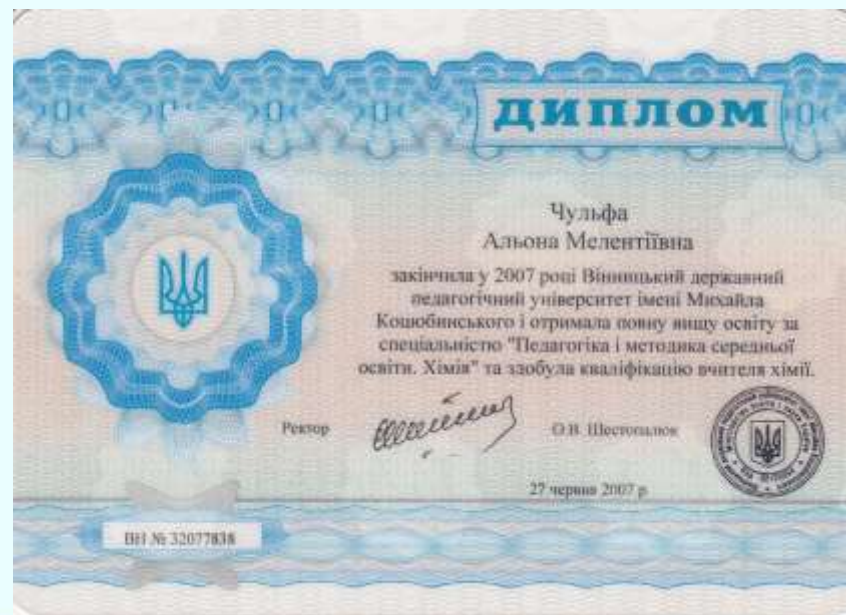 ДИПЛОМ
Чульфа
Альона Мелентіївна
закінчила у 2007 році Вінницький державний
педагогічний університет імені Михайла
Коцюбинського і отримала повну вищу освіту за
спеціальністю "Педагогіка і методика середньої
освіти. Хімія" та здобула кваліфікацію вчителя хімії.
Ректор О.В. Шестопалюк
27 червня 2007 р
ВН № 32077838